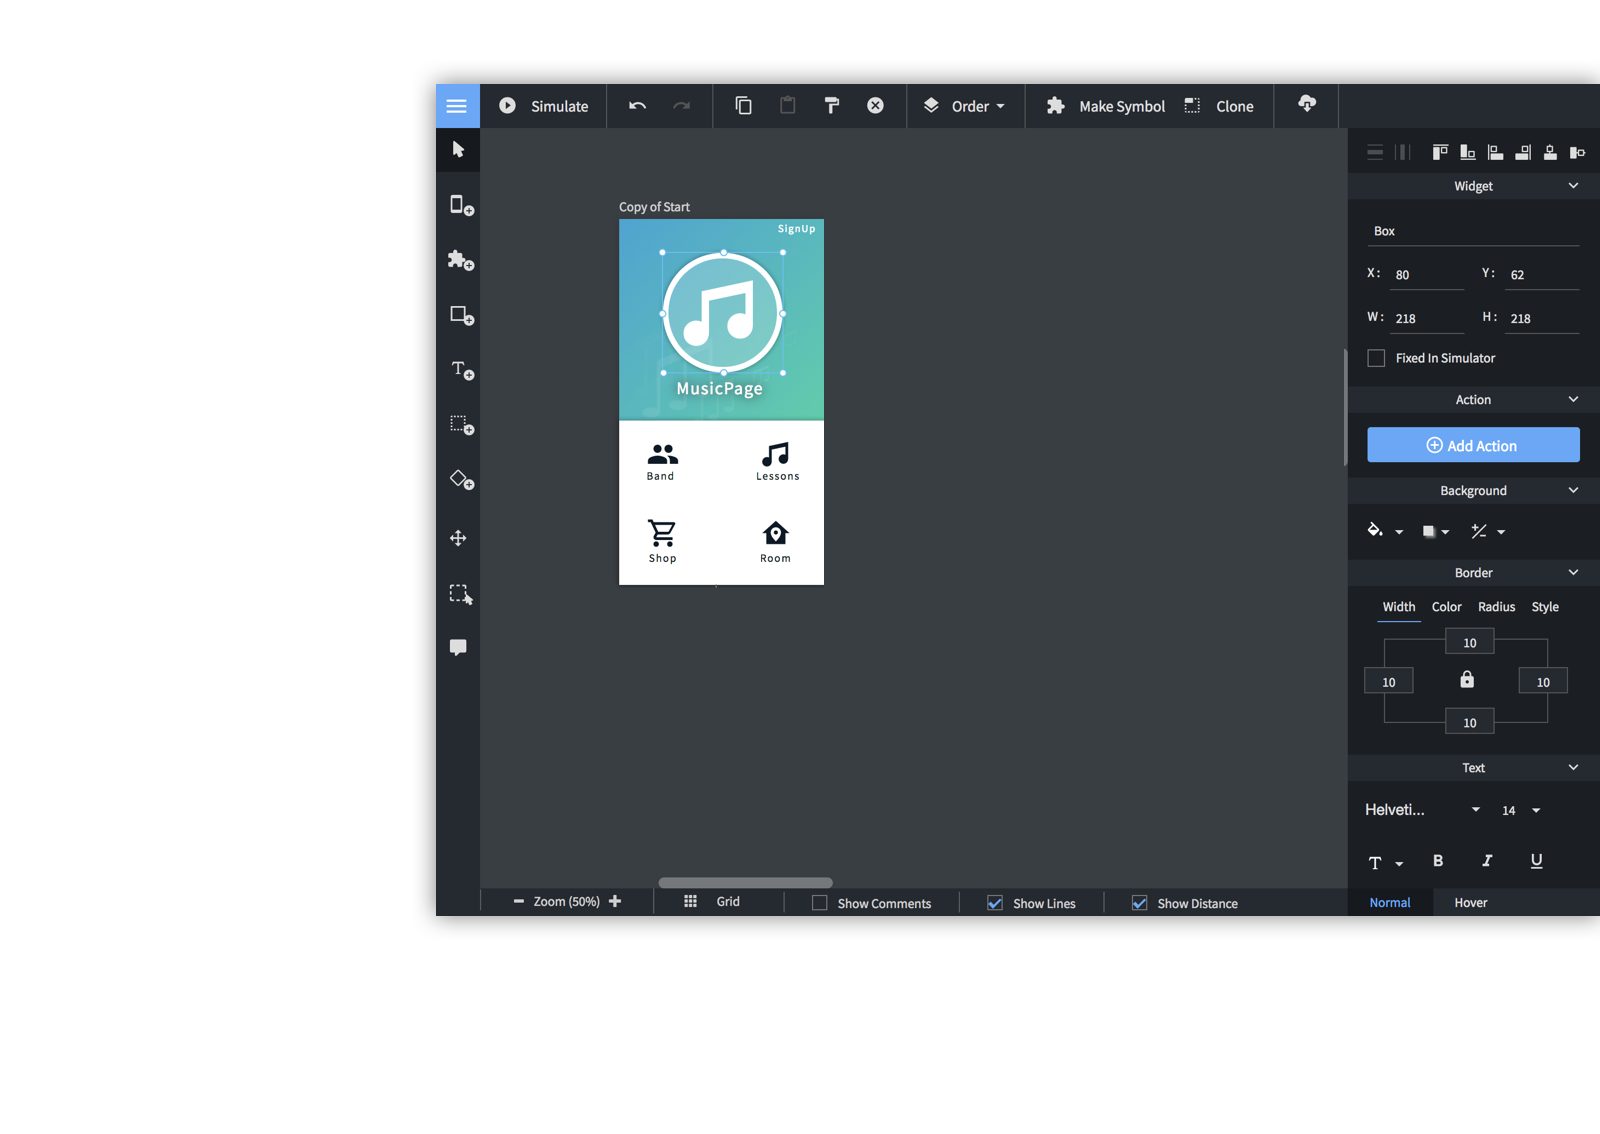 Simulate
Order
Make Symbol
Clone
Widget
Copy of Start
SignUp
Box
X : 80
Y : 62
W : 218
H : 218
Fixed In Simulator
MusicPage
Action
Add Action
Band
Lessons
Background
Shop
Room
Border
Width Color Radius Style
10
10
10
10
Text
Helveti... 14
T B I U
Zoom (50%)
Grid
Show Comments
Show Lines
Show Distance
Normal
Hover